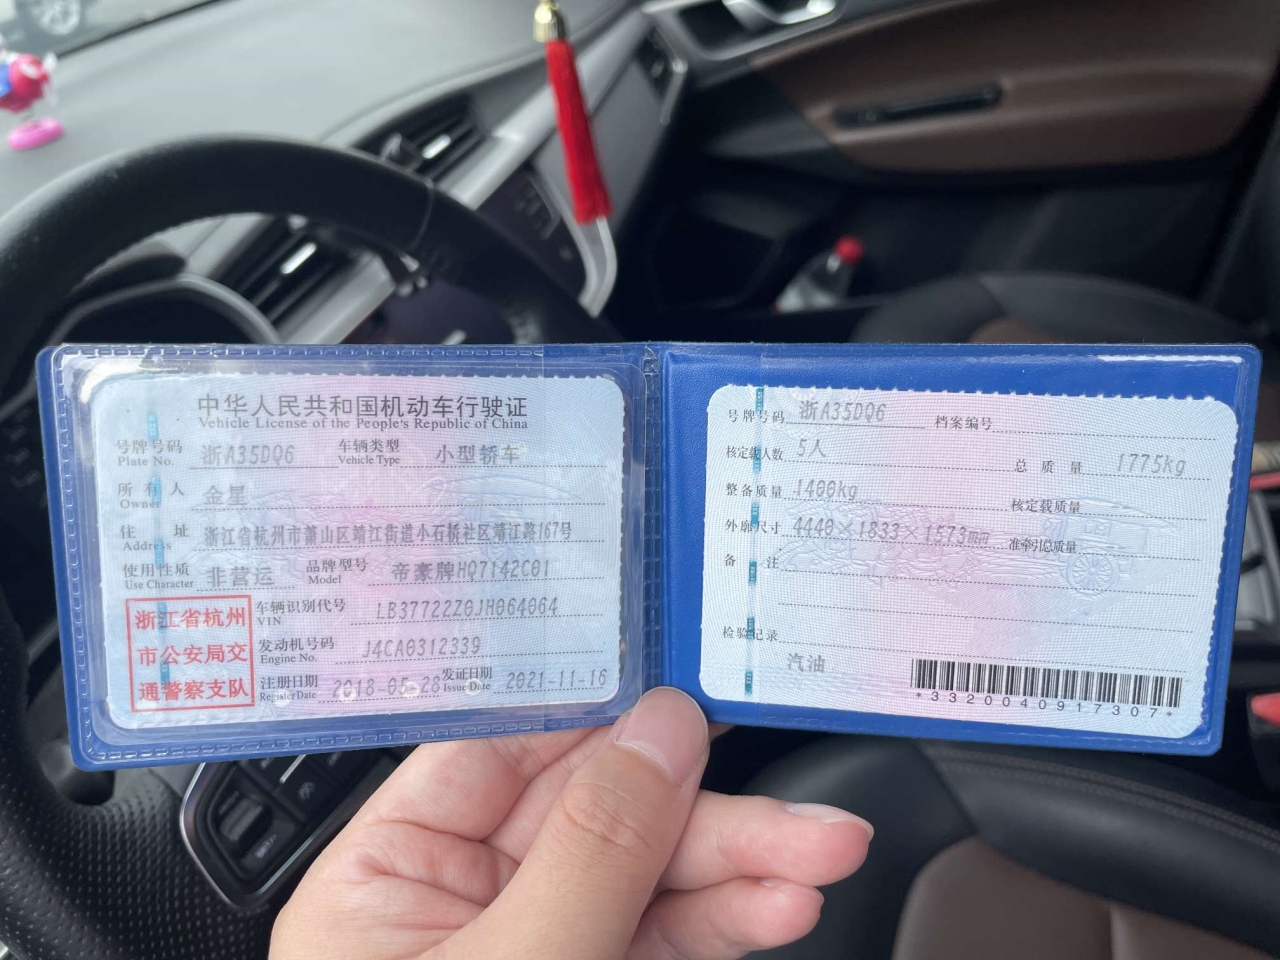 中华人民共和国机动车行驶证
Vehicle License of the People's Republic of China
号牌号码 浙A35DQ6 车辆类型 小型轿车
Plate No. Vehicle Type
所有人 金星
Owner
住址 浙江省杭州市萧山区靖江街道小石桥社区靖江路167号
Address
使用性质 非营运 品牌型号 帝豪牌HQ7142C01
Use Character Model
浙江省杭州
市公安局交
通警察支队
车辆识别代号 LB37722Z0JH064064
VIN
发动机号码 J4CA0312339
Engine No.
注册日期 2018-05-28 发证日期 2021-11-16
Register Date Issue Date
号牌号码 浙A35DQ6 档案编号
核定载人数 5人 总质量 1775kg
整备质量 1400kg 核定载质量
外廓尺寸 4440×1833×1573mm 准牵引总质量
备注
检验记录
汽油
*3320040917307*